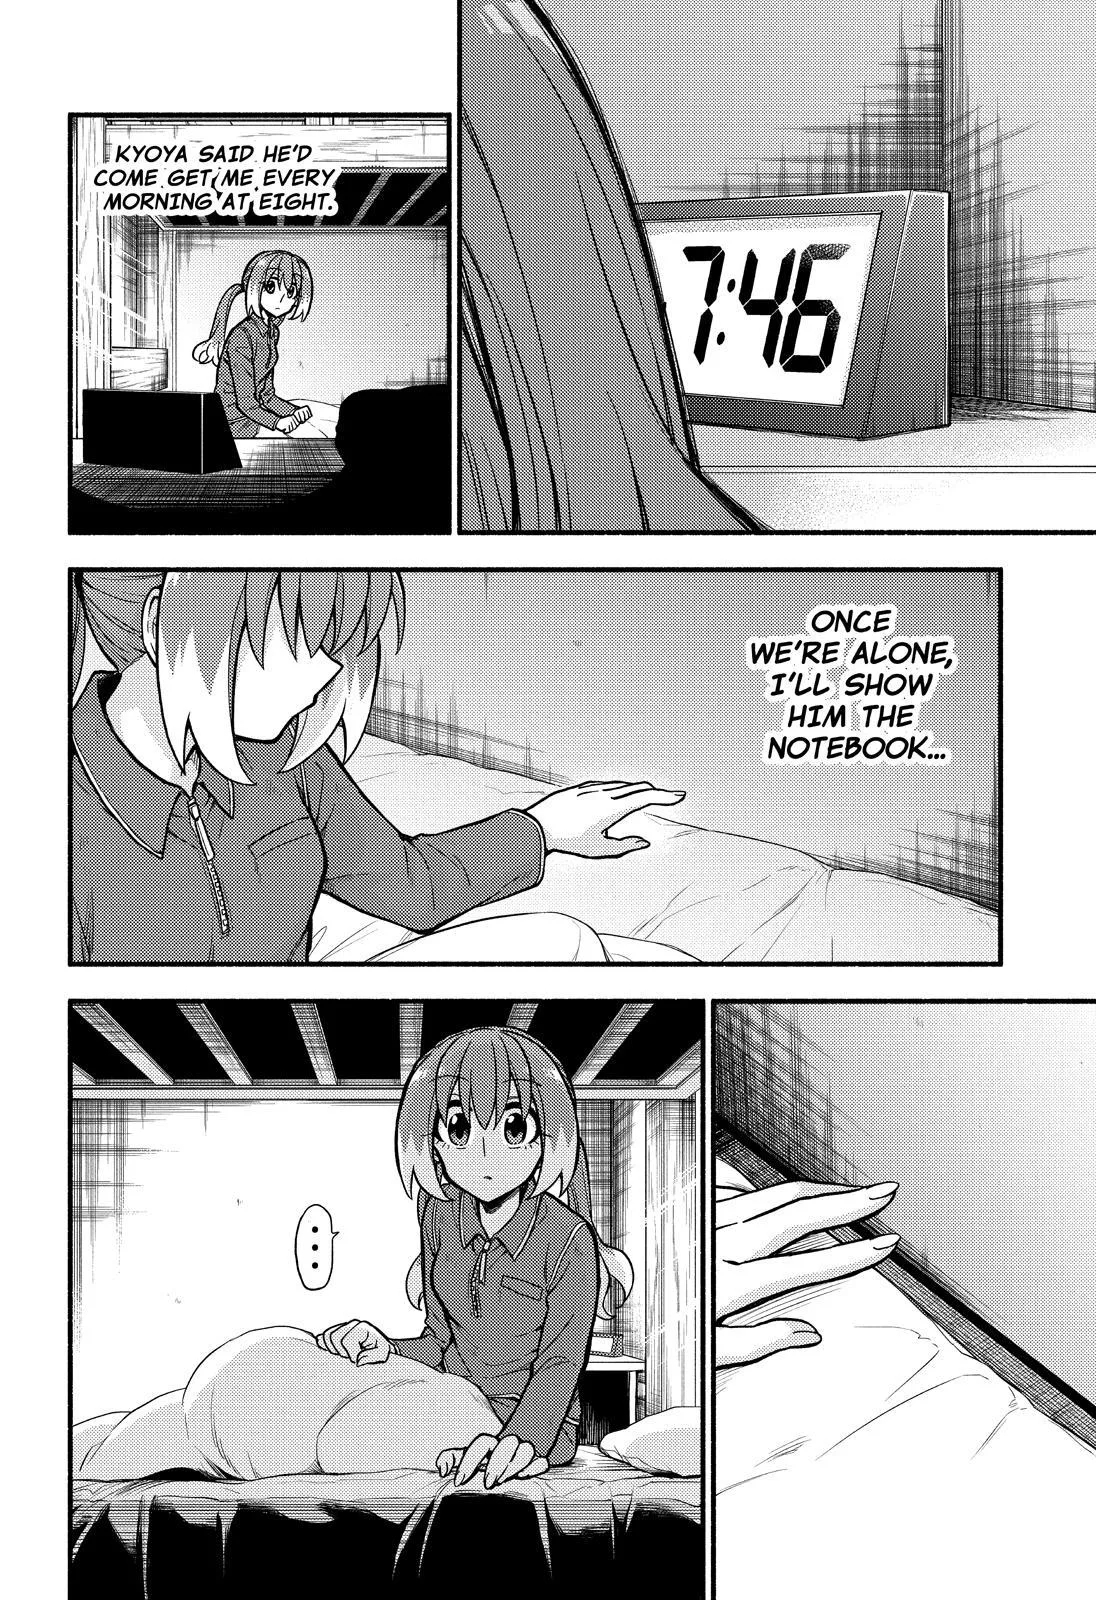 7:46
KYOYA SAID HE'D
COME GET ME EVERY
MORNING AT EIGHT.
ONCE
WE'RE ALONE,
I'LL SHOW
HIM THE
NOTEBOOK...
...